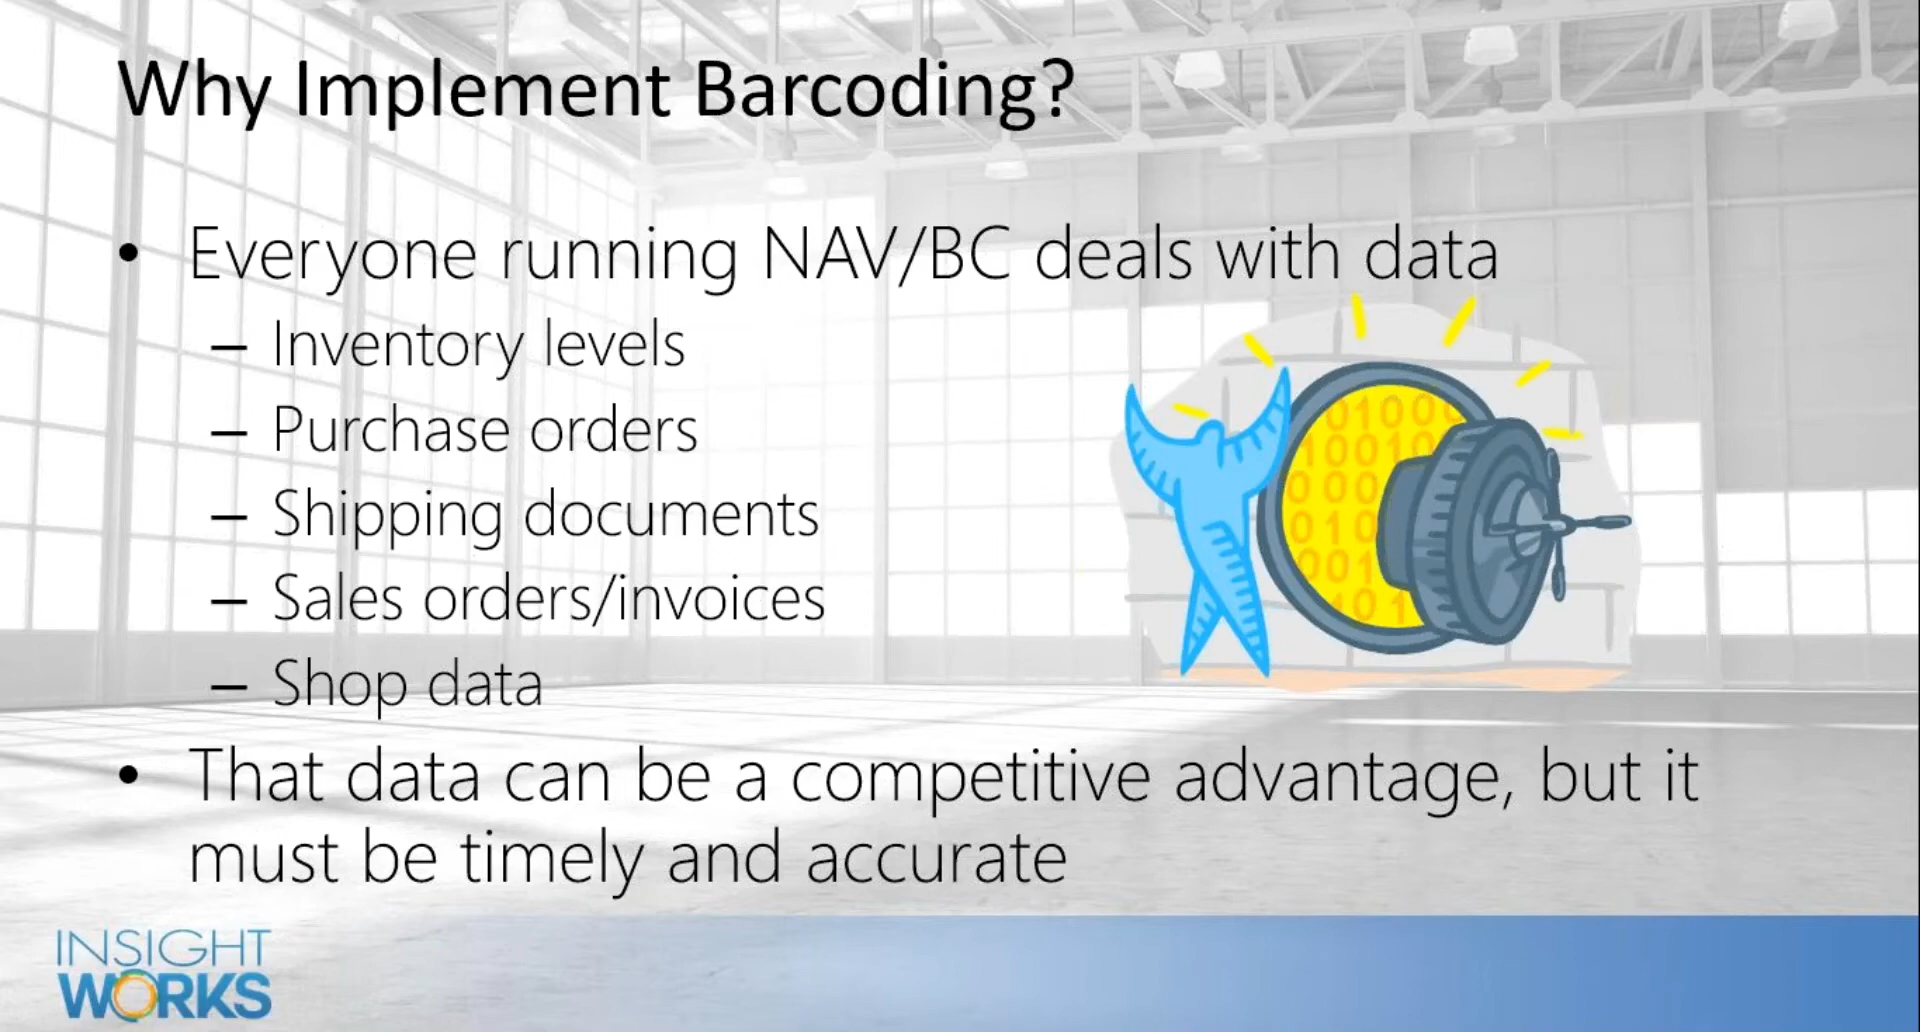 Why Implement Barcoding?
• Everyone running NAV/BC deals with data
– Inventory levels
– Purchase orders
– Shipping documents
– Sales orders/invoices
– Shop data
• That data can be a competitive advantage, but it
must be timely and accurate
INSIGHT
WORKS